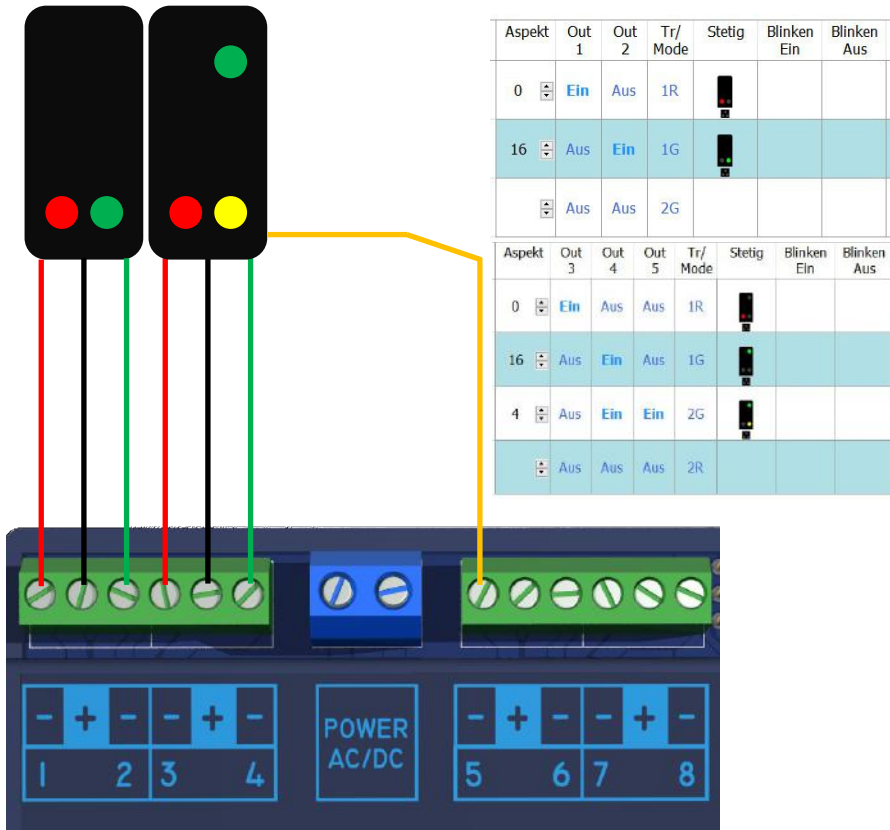 Aspekt Out 1 Out 2 Tr/ Mode Stetig Blinken Ein Blinken Aus
0 Ein Aus 1R
16 Aus Ein 1G
Aus Aus 2G
Aspekt Out 3 Out 4 Out 5 Tr/ Mode Stetig Blinken Ein Blinken Aus
0 Ein Aus Aus 1R
16 Aus Ein Aus 1G
4 Aus Ein Ein 2G
Aus Aus Aus 2R
- + - - + -
1 2 3 4
POWER
AC/DC
- + - - + -
5 6 7 8